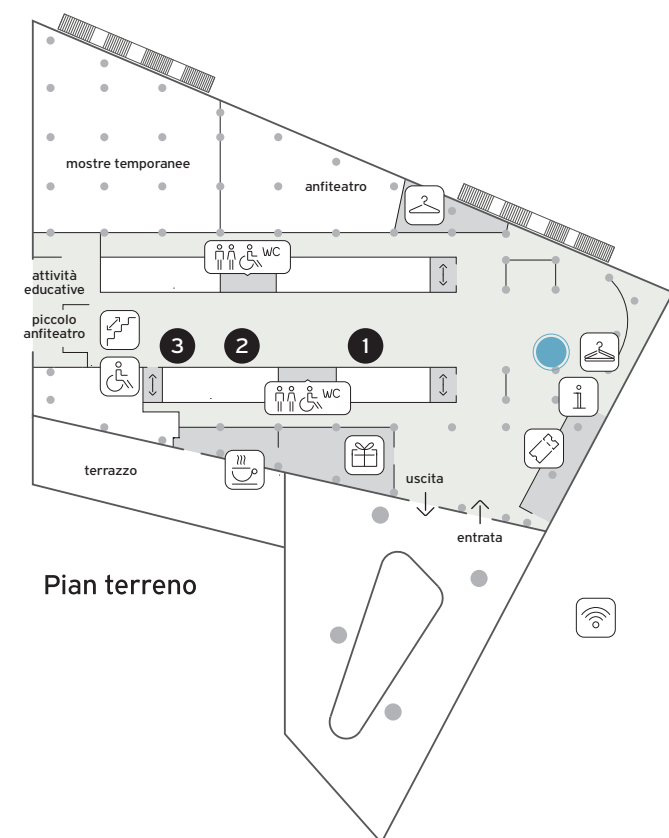 mostre temporanee
anfiteatro
WC
attività
educative
piccolo
anfiteatro
3
2
1
WC
terrazzo
uscita
entrata
Pian terreno